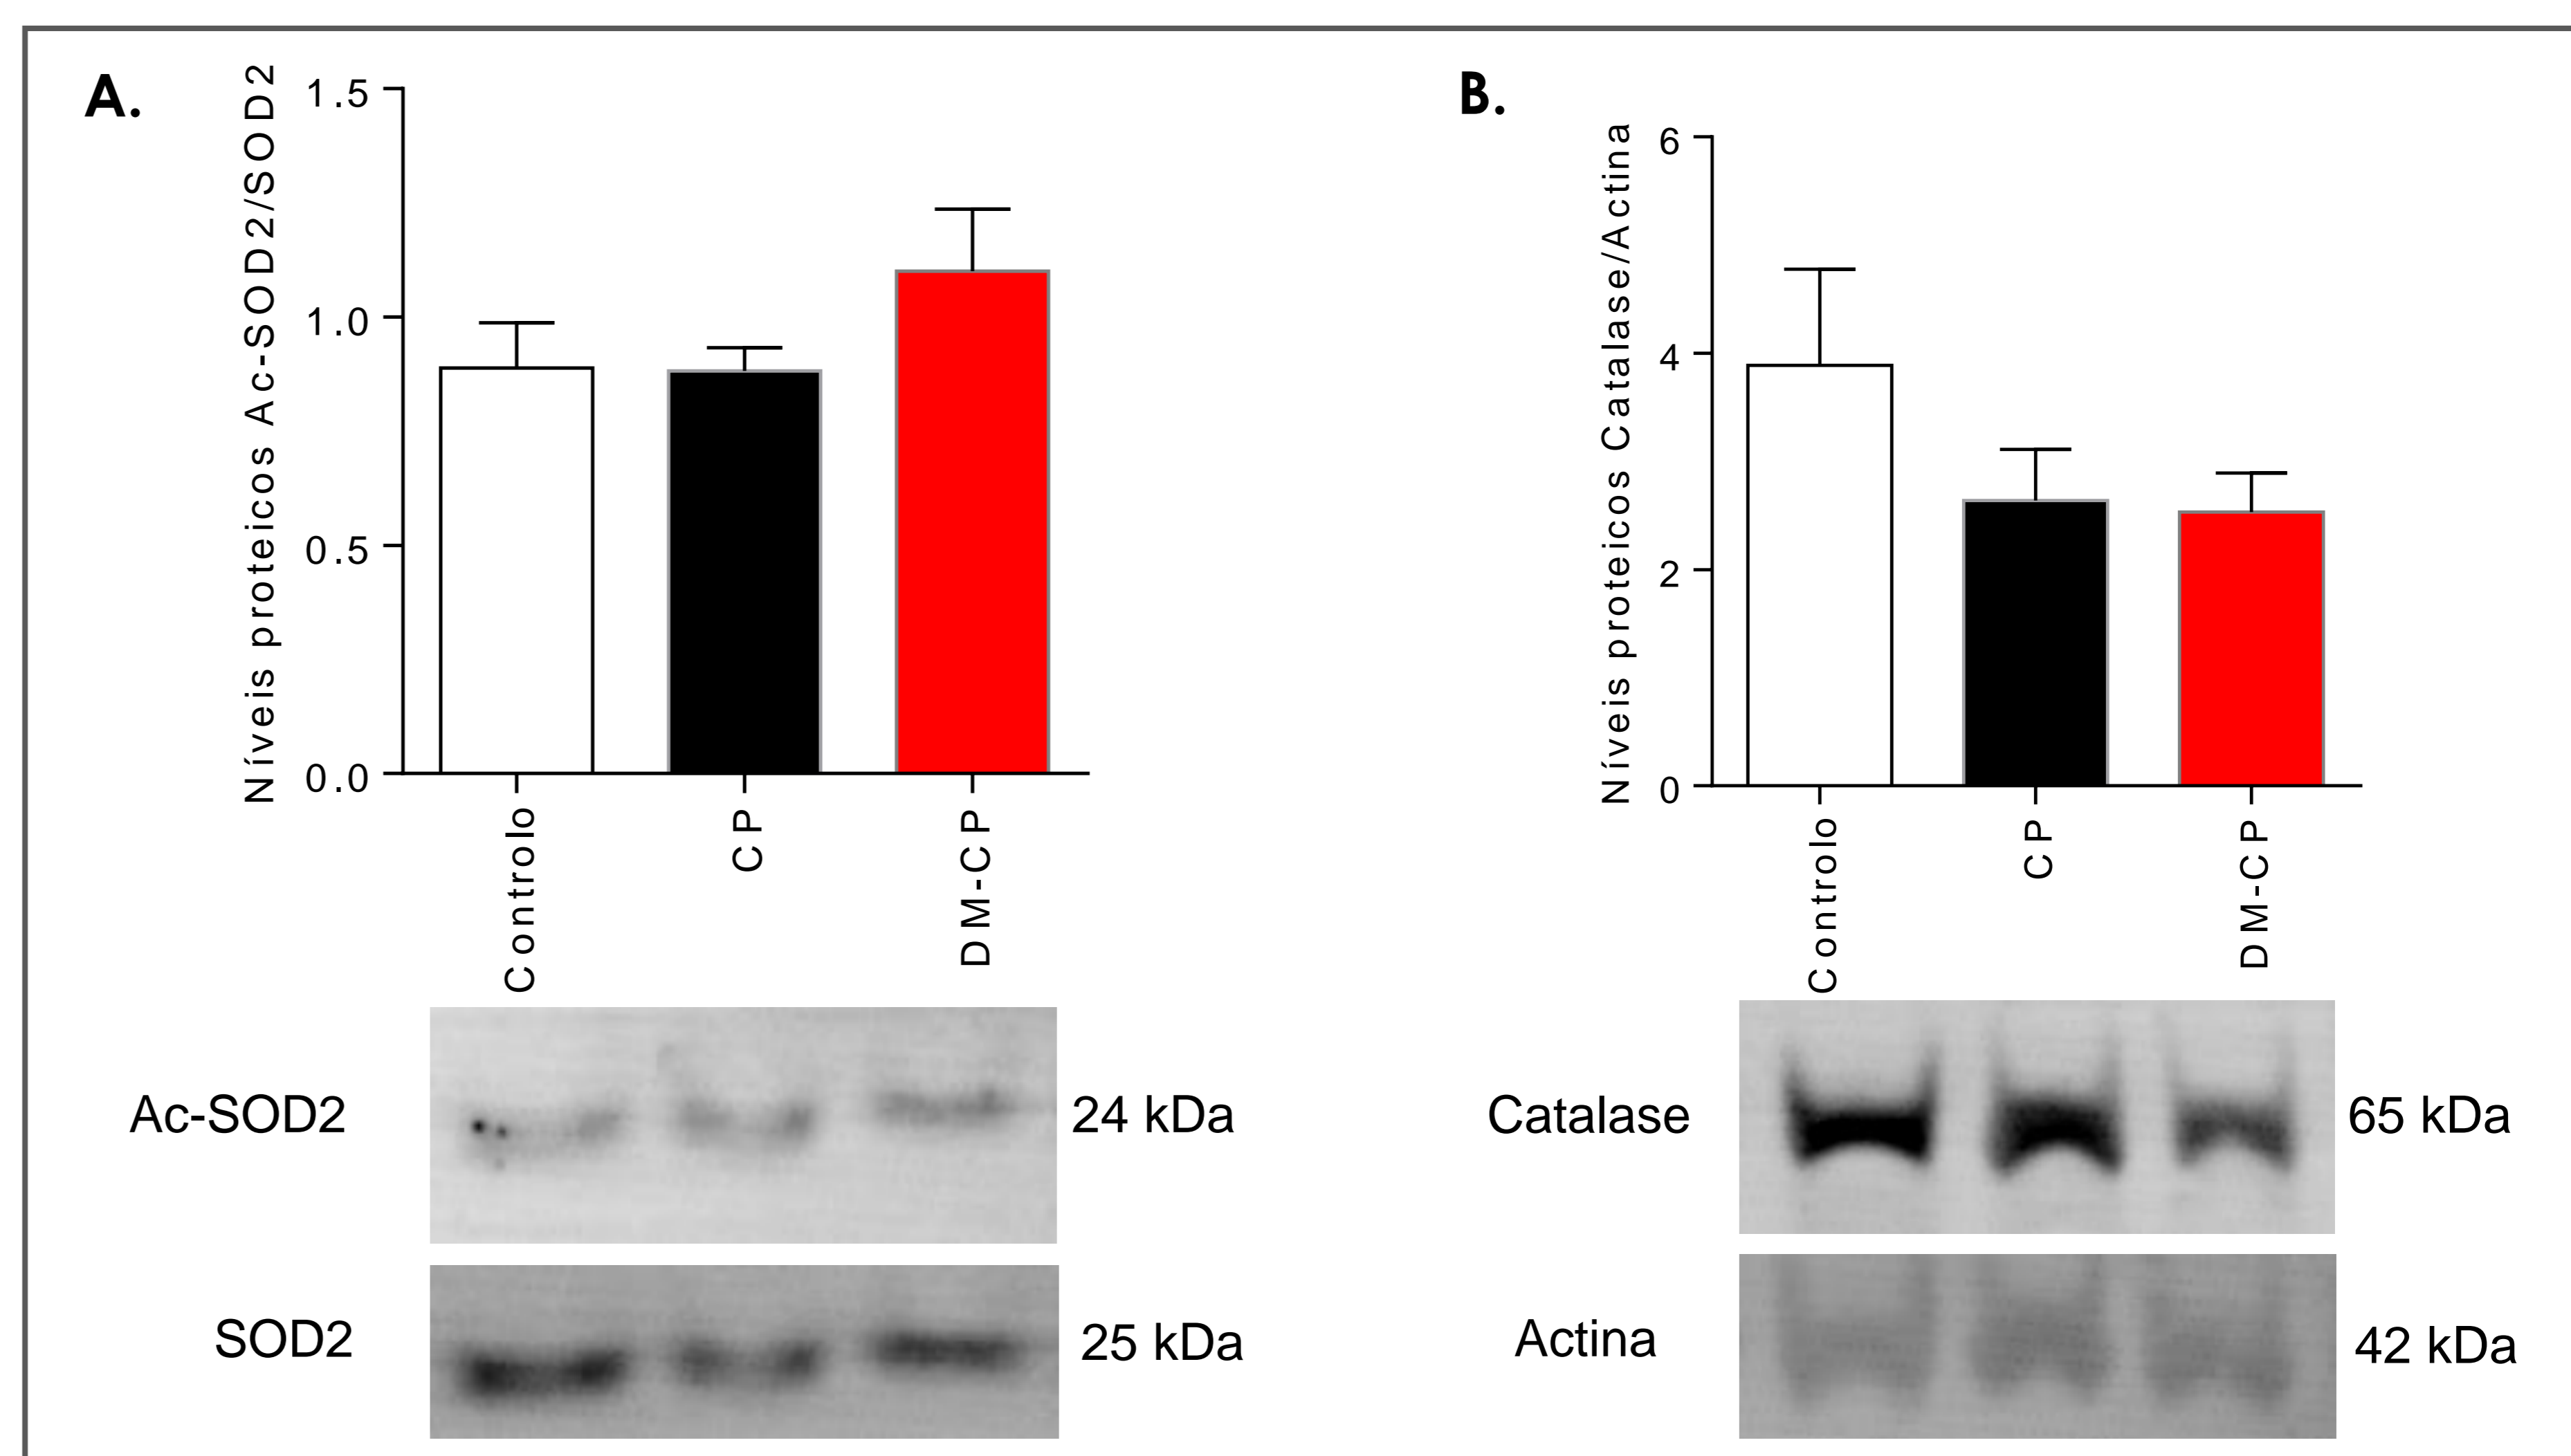 A.
Níveis proteicos Ac-SOD2/SOD2
1.5
1.0
0.5
0.0
Controlo
CP
DM-CP
Ac-SOD2
24 kDa
SOD2
25 kDa
B.
Níveis proteicos Catalase/Actina
6
4
2
0
Controlo
CP
DM-CP
Catalase
65 kDa
Actina
42 kDa